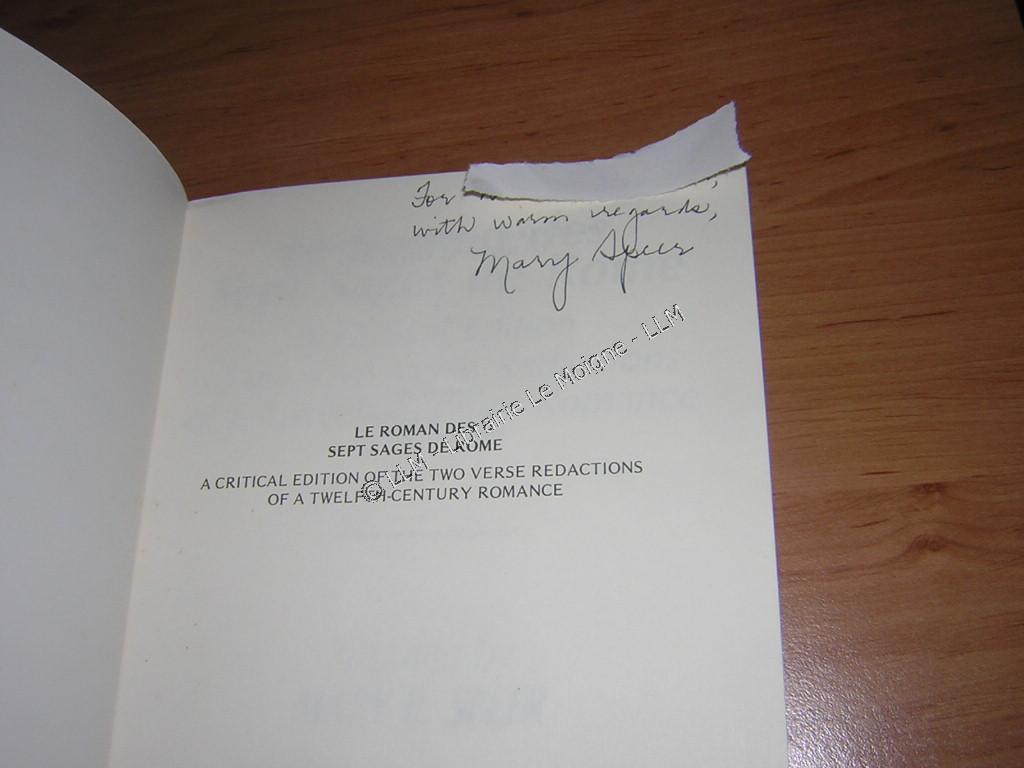 For
with warm regards,
Mary Speer
LE ROMAN DES
SEPT SAGES DE ROME
A CRITICAL EDITION OF THE TWO VERSE REDACTIONS
OF A TWELFTH-CENTURY ROMANCE
© LLM - Librairie Le Moigne - LLM